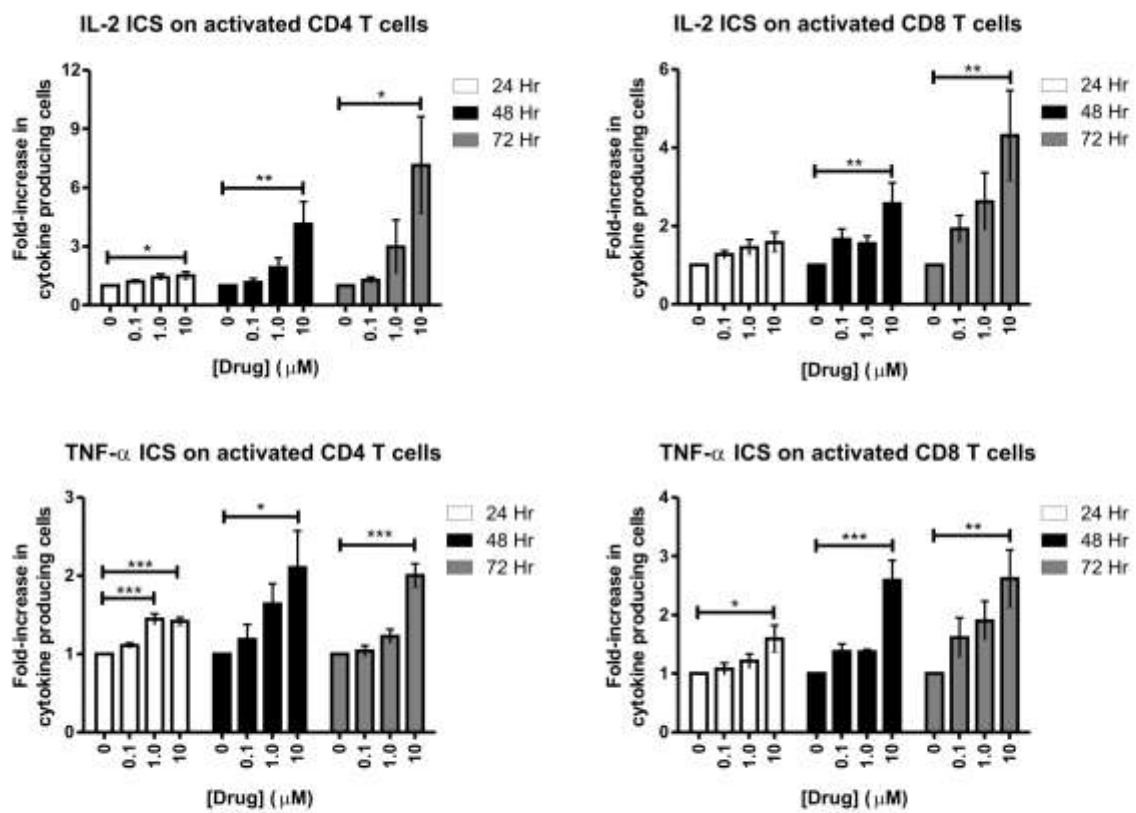 IL-2 ICS on activated CD4 T cells
Fold-increase in
cytokine producing cells
12
9
6
3
0
*
**
*
24 Hr
48 Hr
72 Hr
0 0.1 1.0 10 0 0.1 1.0 10 0 0.1 1.0 10
[Drug] (μM)
IL-2 ICS on activated CD8 T cells
Fold-increase in
cytokine producing cells
6
4
2
0
**
**
24 Hr
48 Hr
72 Hr
0 0.1 1.0 10 0 0.1 1.0 10 0 0.1 1.0 10
[Drug] (μM)
TNF-α ICS on activated CD4 T cells
Fold-increase in
cytokine producing cells
3
2
1
0
***
***
*
***
24 Hr
48 Hr
72 Hr
0 0.1 1.0 10 0 0.1 1.0 10 0 0.1 1.0 10
[Drug] (μM)
TNF-α ICS on activated CD8 T cells
Fold-increase in
cytokine producing cells
4
3
2
1
0
*
***
**
24 Hr
48 Hr
72 Hr
0 0.1 1.0 10 0 0.1 1.0 10 0 0.1 1.0 10
[Drug] (μM)